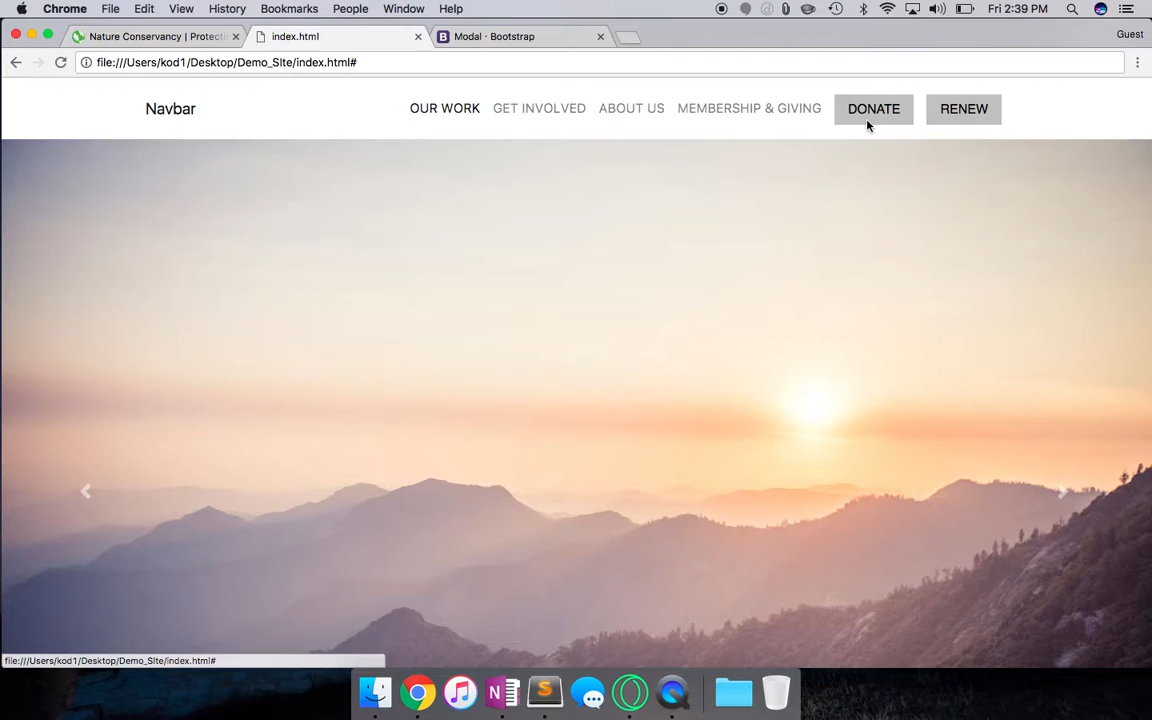 Chrome File Edit View History Bookmarks People Window Help Fri 2:39 PM
Nature Conservancy | Protecti index.html Modal · Bootstrap Guest
file:///Users/kod1/Desktop/Demo_SIte/index.html#
Navbar OUR WORK GET INVOLVED ABOUT US MEMBERSHIP & GIVING DONATE RENEW
file:///Users/kod1/Desktop/Demo_SIte/index.html#